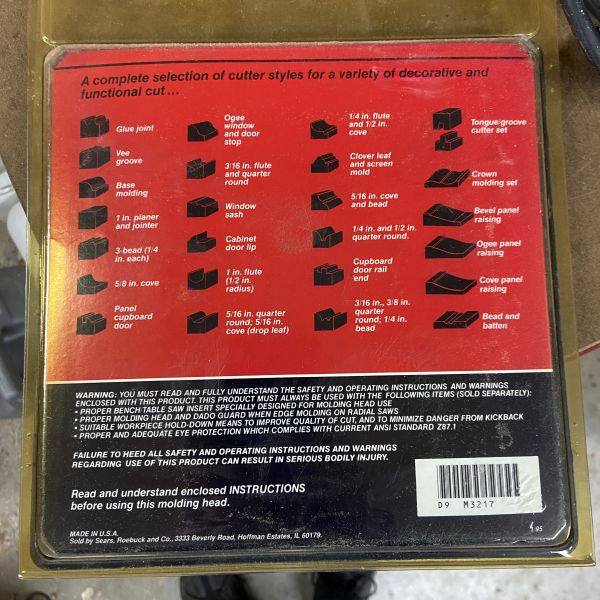 A complete selection of cutter styles for a variety of decorative and
functional cut...
Glue joint
Vee
groove
Base
molding
1 in. planer
and jointer
3-bead (1/4
in. each)
5/8 in. cove
Panel
cupboard
door
Ogee
window
and door
stop
3/16 in. flute
and quarter
round
Window
sash
Cabinet
door lip
1 in. flute
(1/2 in.
radius)
5/16 in. quarter
round; 5/16 in.
cove (drop leaf)
1/4 in. flute
and 1/2 in.
cove
Clover leaf
and screen
mold
5/16 in. cove
and bead
1/4 in. and 1/2 in.
quarter round.
Cupboard
door rail
end
3/16 in., 3/8 in.
quarter
round; 1/4 in.
bead
Tongue/groove
cutter set
Crown
molding set
Bevel panel
raising
Ogee panel
raising
Cove panel
raising
Bead and
batten
WARNING: YOU MUST READ AND FULLY UNDERSTAND THE SAFETY AND OPERATING INSTRUCTIONS AND WARNINGS
ENCLOSED WITH THIS PRODUCT. THIS PRODUCT MUST ALWAYS BE USED WITH THE FOLLOWING ITEMS (SOLD SEPARATELY):
• PROPER BENCH TABLE SAW INSERT SPECIALLY DESIGNED FOR MOLDING HEAD USE
• PROPER MOLDING HEAD AND DADO GUARD WHEN EDGE MOLDING ON RADIAL SAWS
• SUITABLE WORKPIECE HOLD-DOWN MEANS TO IMPROVE QUALITY OF CUT, AND TO MINIMIZE DANGER FROM KICKBACK
• PROPER AND ADEQUATE EYE PROTECTION WHICH COMPLIES WITH CURRENT ANSI STANDARD Z87.1
FAILURE TO HEED ALL SAFETY AND OPERATING INSTRUCTIONS AND WARNINGS
REGARDING USE OF THIS PRODUCT CAN RESULT IN SERIOUS BODILY INJURY.
Read and understand enclosed INSTRUCTIONS
before using this molding head.
D9 M3217
MADE IN U.S.A.
Sold by Sears, Roebuck and Co., 3333 Beverly Road, Hoffman Estates, IL 60179.